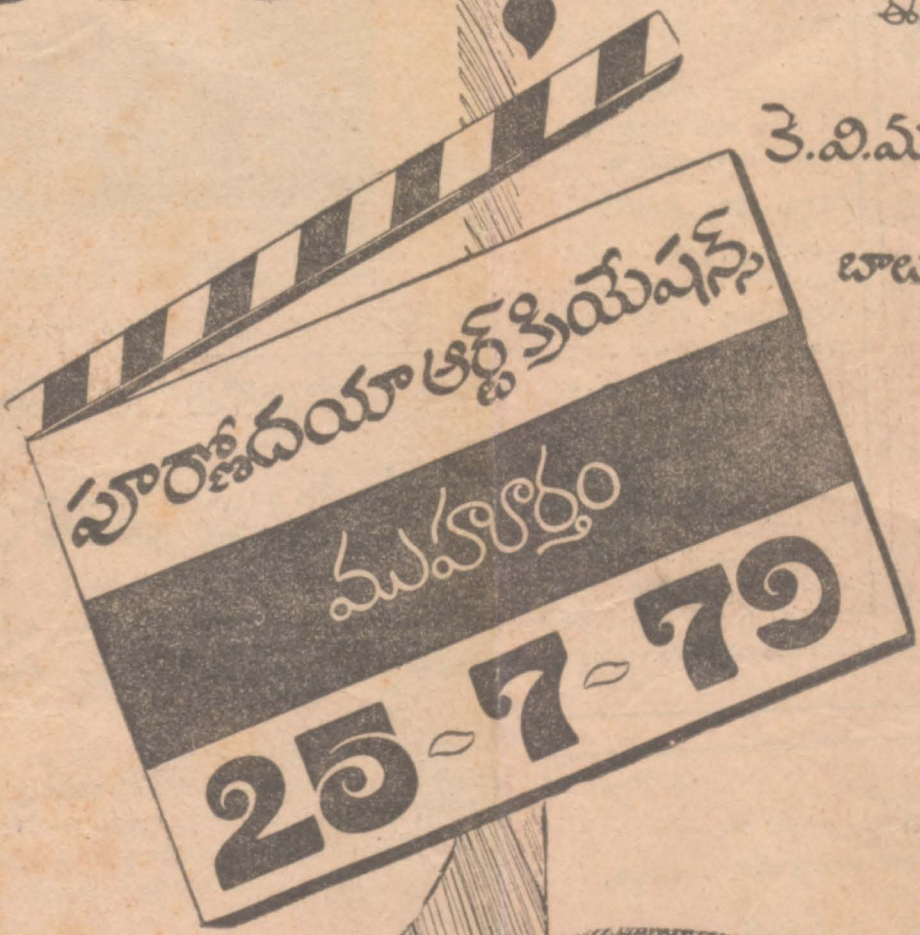 కె.వి.మ
బాలు
పూర్ణోదయా ఆర్ట్ క్రియేషన్స్
ముహూర్తం
25-7-79